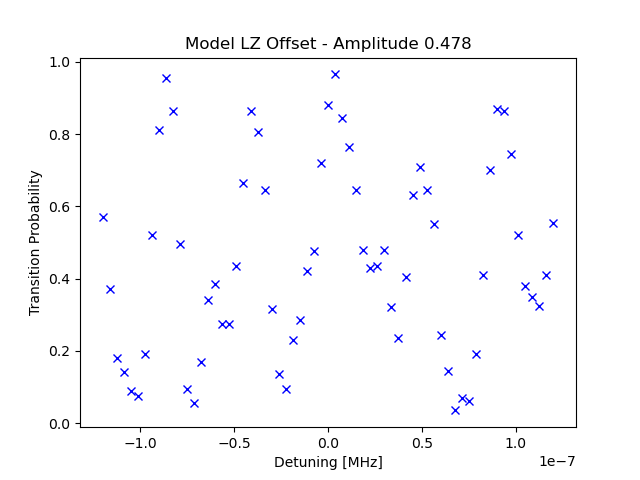 Model LZ Offset - Amplitude 0.478
1.0
0.8
0.6
0.4
0.2
0.0
Transition Probability
−1.0 −0.5 0.0 0.5 1.0
1e−7
Detuning [MHz]